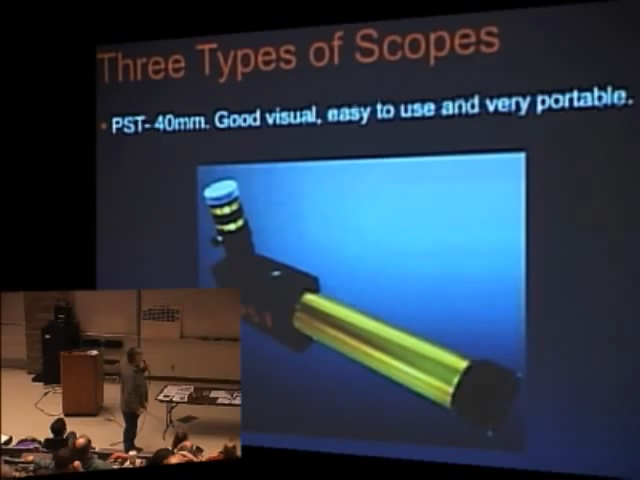 Three Types of Scopes
PST- 40mm. Good visual, easy to use and very portable.